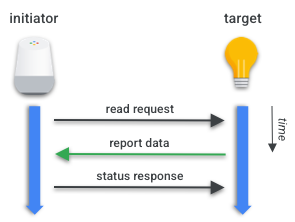 initiator
target
read request
time
report data
status response